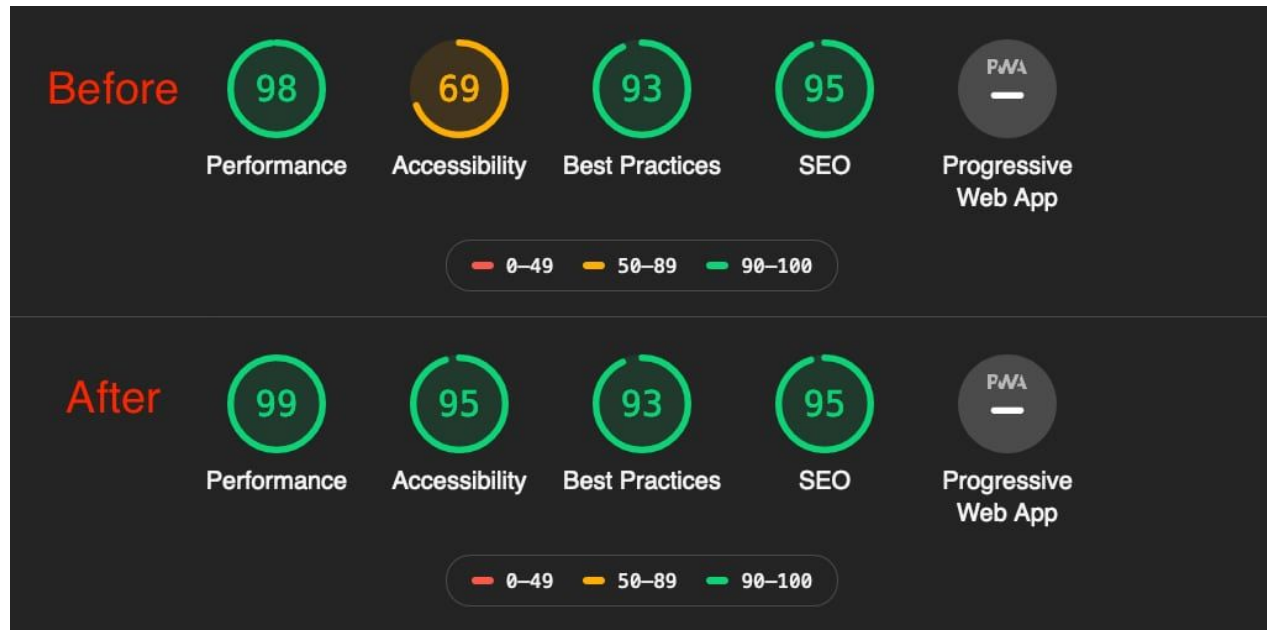 Before
98
69
93
95
PWA
Performance
Accessibility
Best Practices
SEO
Progressive
Web App
0–49
50–89
90–100
After
99
95
93
95
PWA
Performance
Accessibility
Best Practices
SEO
Progressive
Web App
0–49
50–89
90–100